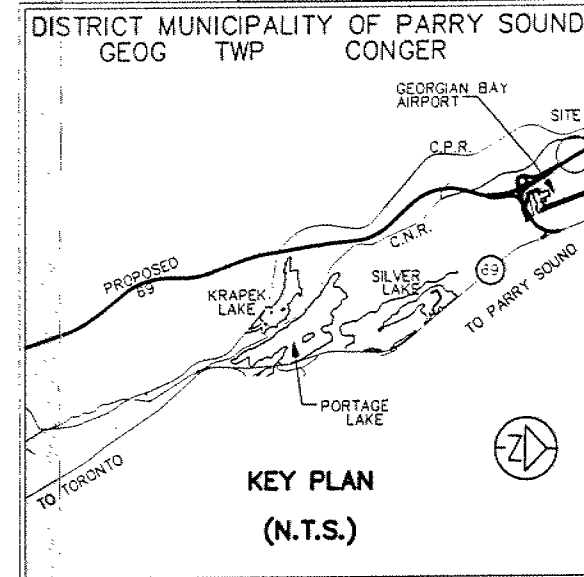 DISTRICT MUNICIPALITY OF PARRY SOUND
GEOG TWP CONGER
GEORGIAN BAY
AIRPORT
SITE
C.P.R.
C.N.R.
PROPOSED
69
KRAPEK
LAKE
SILVER
LAKE
69
TO PARRY SOUND
PORTAGE
LAKE
TO TORONTO
Z
KEY PLAN
(N.T.S.)